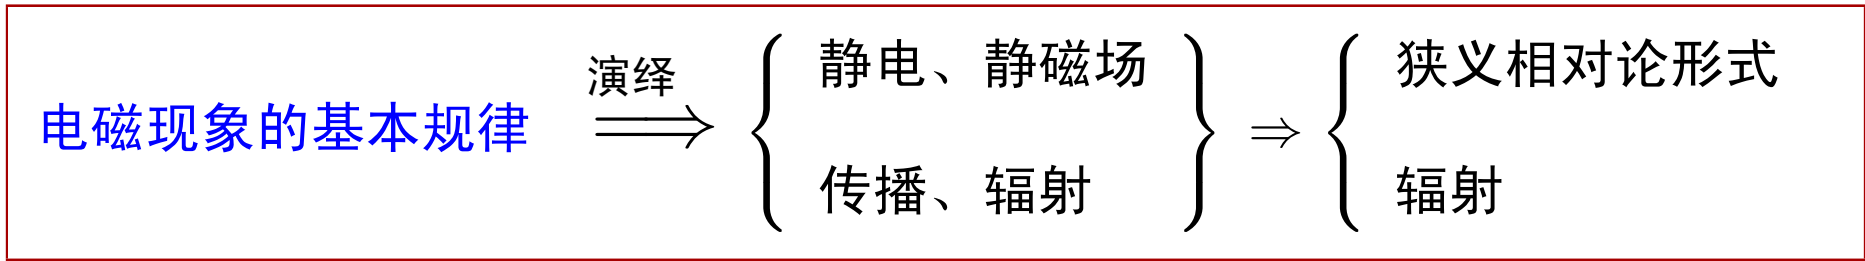 演绎
静电、静磁场
狭义相对论形式
电磁现象的基本规律 ⟹ ⇒
传播、辐射
辐射